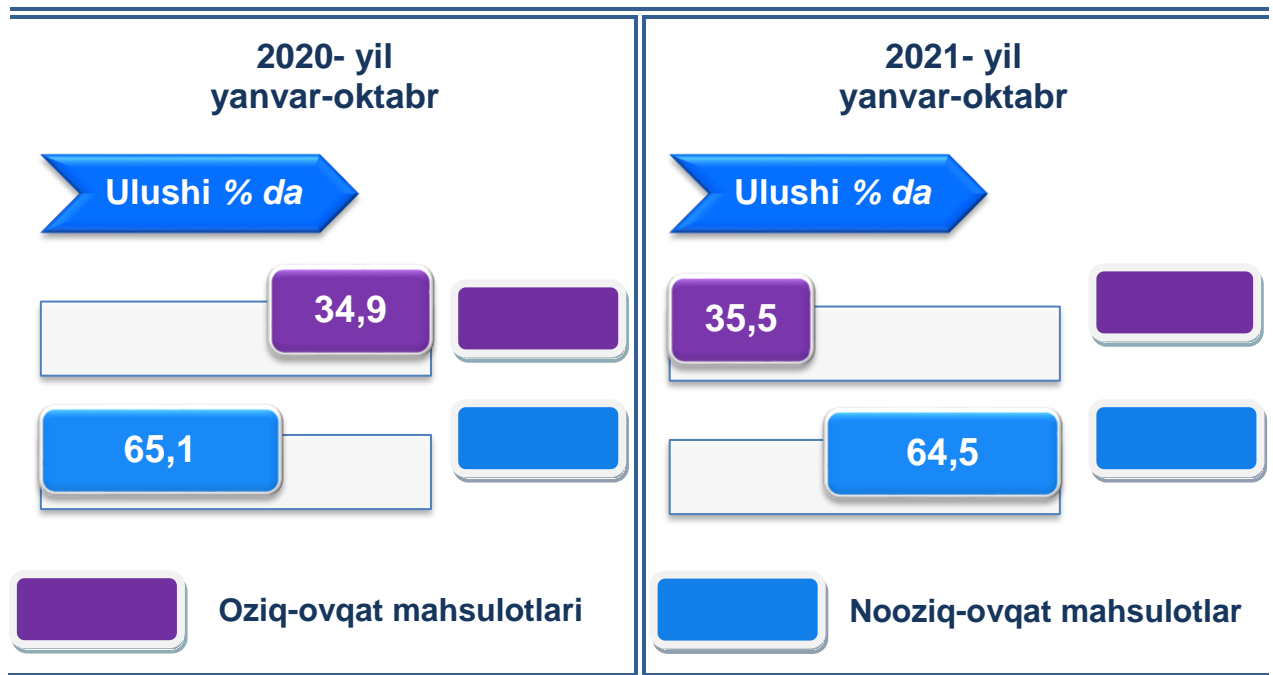 2020- yil
yanvar-oktabr
Ulushi % da
34,9
65,1
2021- yil
yanvar-oktabr
Ulushi % da
35,5
64,5
Oziq-ovqat mahsulotlari
Nooziq-ovqat mahsulotlar